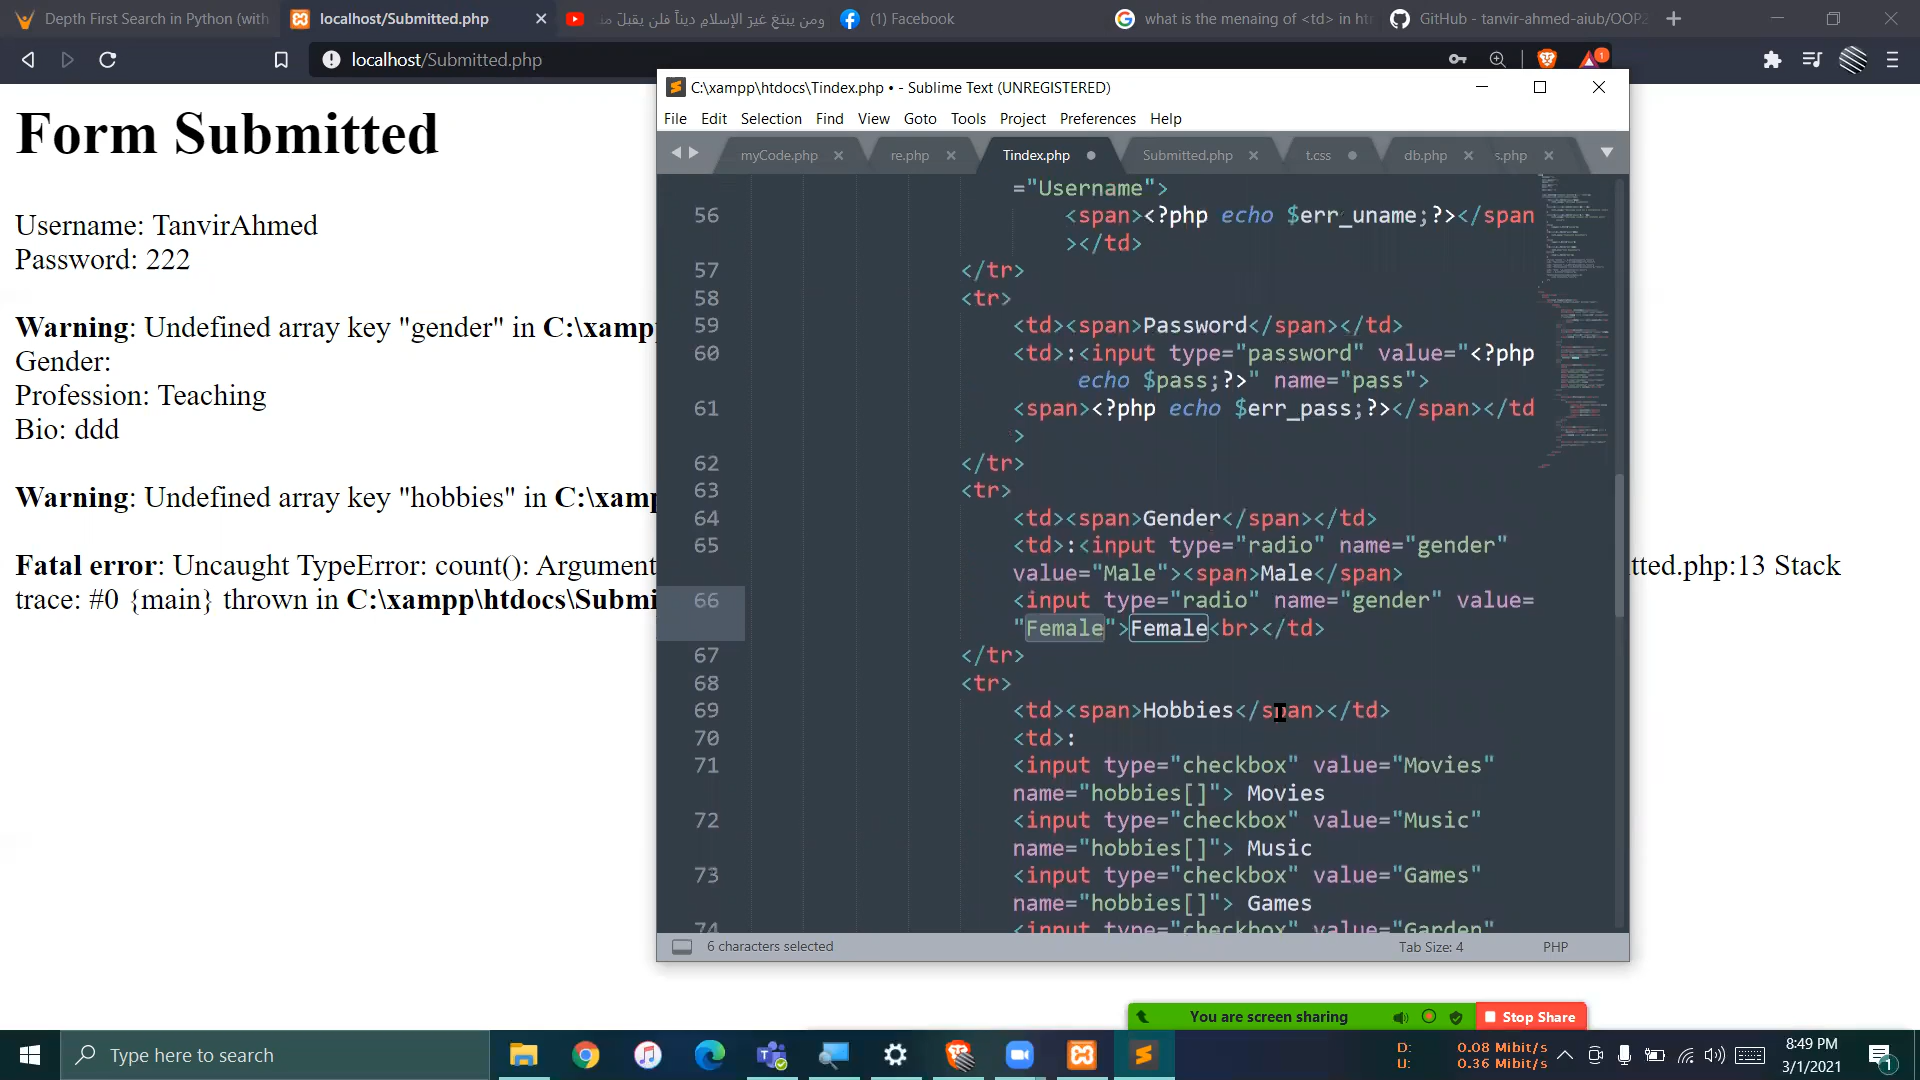 Depth First Search in Python (with
localhost/Submitted.php
ومن يبتغ غيرَ الإسلامِ ديناً فلن يقبلَ من
(1) Facebook
what is the menaing of <td> in ht
GitHub - tanvir-ahmed-aiub/OOP2
localhost/Submitted.php
1
Form Submitted
Username: TanvirAhmed
Password: 222
Warning: Undefined array key "gender" in C:\xamp
Gender:
Profession: Teaching
Bio: ddd
Warning: Undefined array key "hobbies" in C:\xam
Fatal error: Uncaught TypeError: count(): Argument
tted.php:13 Stack
trace: #0 {main} thrown in C:\xampp\htdocs\Submi
C:\xampp\htdocs\Tindex.php • - Sublime Text (UNREGISTERED)
File Edit Selection Find View Goto Tools Project Preferences Help
myCode.php re.php Tindex.php Submitted.php t.css db.php s.php
="Username">
56 <span><?php echo $err_uname;?></span
></td>
57 </tr>
58 <tr>
59 <td><span>Password</span></td>
60 <td>:<input type="password" value="<?php
echo $pass;?>" name="pass">
61 <span><?php echo $err_pass;?></span></td
>
62 </tr>
63 <tr>
64 <td><span>Gender</span></td>
65 <td>:<input type="radio" name="gender"
value="Male"><span>Male</span>
66 <input type="radio" name="gender" value=
"Female">Female<br></td>
67 </tr>
68 <tr>
69 <td><span>Hobbies</span></td>
70 <td>:
71 <input type="checkbox" value="Movies"
name="hobbies[]"> Movies
72 <input type="checkbox" value="Music"
name="hobbies[]"> Music
73 <input type="checkbox" value="Games"
name="hobbies[]"> Games
74 <input type="checkbox" value="Garden"
6 characters selected
Tab Size: 4
PHP
You are screen sharing
Stop Share
Type here to search
D: 0.08 Mibit/s
U: 0.36 Mibit/s
8:49 PM
3/1/2021
1